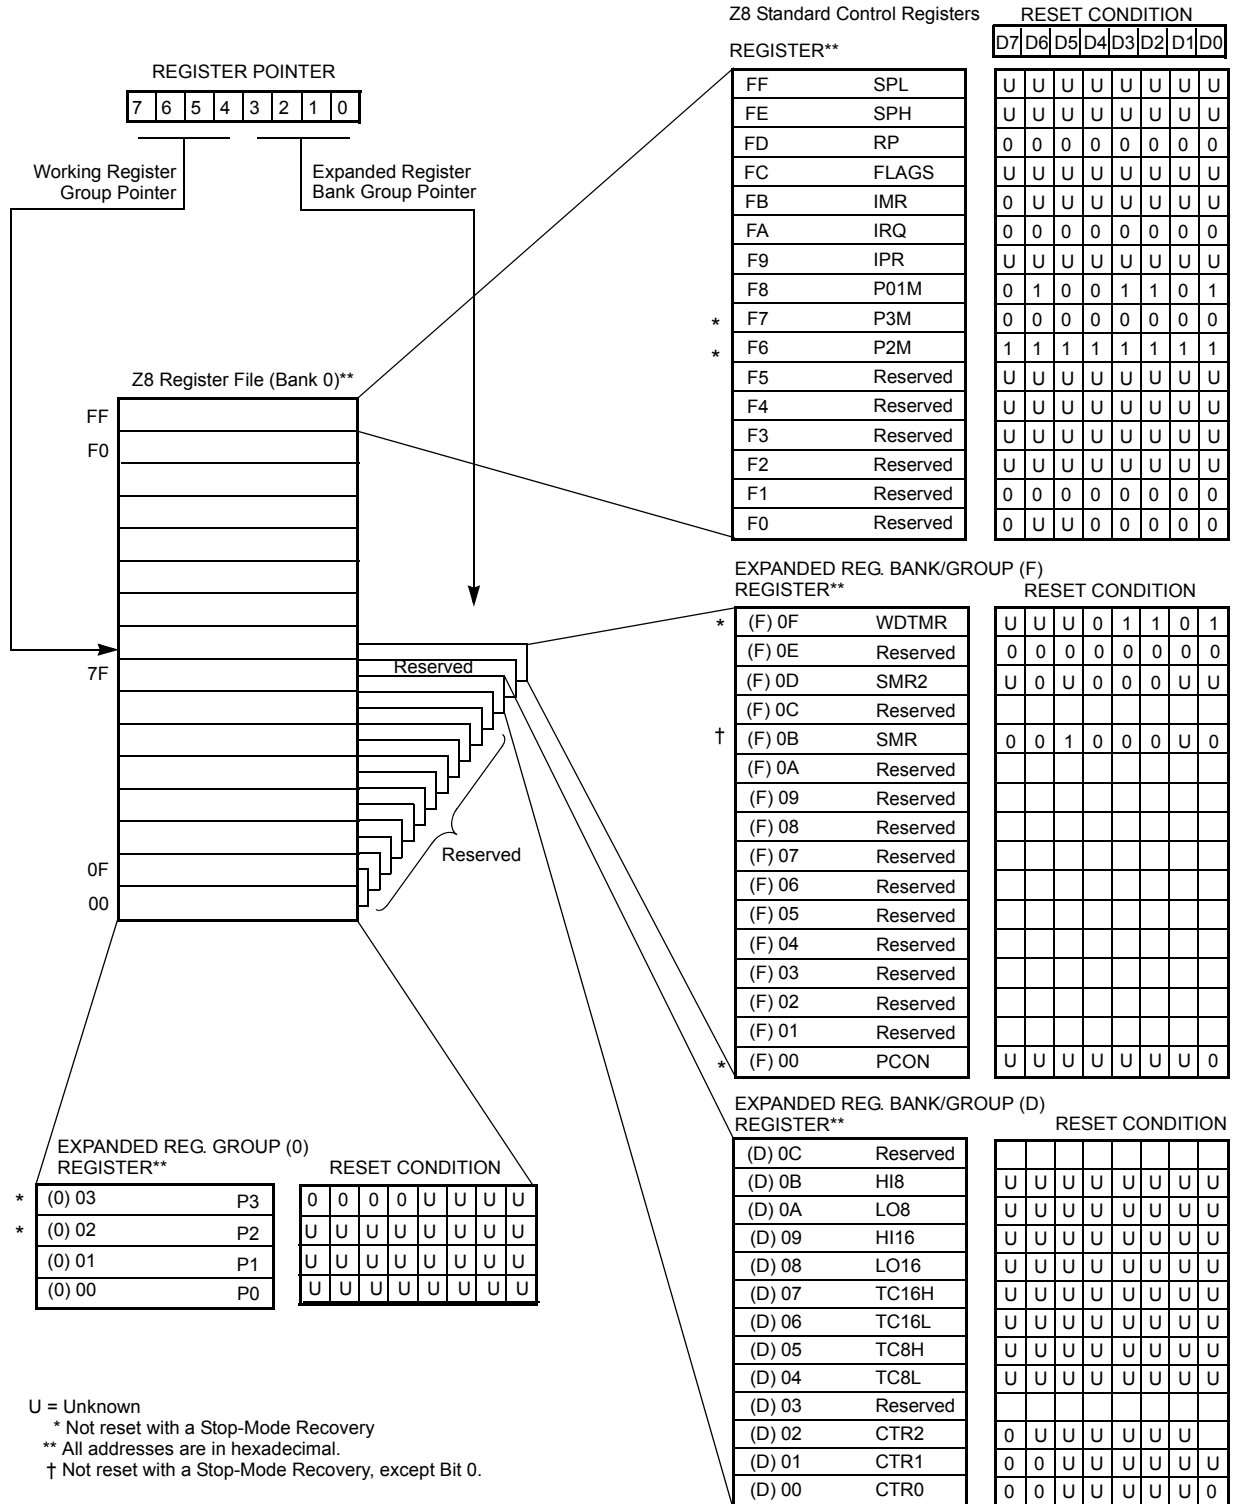 Z8 Standard Control Registers RESET CONDITION
D7 D6 D5 D4 D3 D2 D1 D0
REGISTER**
REGISTER POINTER
7 6 5 4 3 2 1 0
Working Register
Group Pointer
Expanded Register
Bank Group Pointer
FF SPL U U U U U U U U
FE SPH U U U U U U U U
FD RP 0 0 0 0 0 0 0 0
FC FLAGS U U U U U U U U
FB IMR 0 U U U U U U U
FA IRQ 0 0 0 0 0 0 0 0
F9 IPR U U U U U U U U
F8 P01M 0 1 0 0 1 1 0 1
* F7 P3M 0 0 0 0 0 0 0 0
* F6 P2M 1 1 1 1 1 1 1 1
F5 Reserved U U U U U U U U
F4 Reserved U U U U U U U U
F3 Reserved U U U U U U U U
F2 Reserved U U U U U U U U
F1 Reserved 0 0 0 0 0 0 0 0
F0 Reserved 0 U U 0 0 0 0 0
Z8 Register File (Bank 0)**
FF
F0
7F
0F
00
Reserved
Reserved
EXPANDED REG. BANK/GROUP (F)
REGISTER** RESET CONDITION
* (F) 0F WDTMR U U U 0 1 1 0 1
(F) 0E Reserved 0 0 0 0 0 0 0 0
(F) 0D SMR2 U 0 U 0 0 0 U U
(F) 0C Reserved
† (F) 0B SMR 0 0 1 0 0 0 U 0
(F) 0A Reserved
(F) 09 Reserved
(F) 08 Reserved
(F) 07 Reserved
(F) 06 Reserved
(F) 05 Reserved
(F) 04 Reserved
(F) 03 Reserved
(F) 02 Reserved
(F) 01 Reserved
* (F) 00 PCON U U U U U U U 0
EXPANDED REG. BANK/GROUP (D)
REGISTER** RESET CONDITION
(D) 0C Reserved
(D) 0B HI8 U U U U U U U U
(D) 0A LO8 U U U U U U U U
(D) 09 HI16 U U U U U U U U
(D) 08 LO16 U U U U U U U U
(D) 07 TC16H U U U U U U U U
(D) 06 TC16L U U U U U U U U
(D) 05 TC8H U U U U U U U U
(D) 04 TC8L U U U U U U U U
(D) 03 Reserved
(D) 02 CTR2 0 U U U U U U
(D) 01 CTR1 0 0 U U U U U U
(D) 00 CTR0 0 0 U U U U U 0
EXPANDED REG. GROUP (0)
REGISTER** RESET CONDITION
* (0) 03 P3 0 0 0 0 U U U U
* (0) 02 P2 U U U U U U U U
(0) 01 P1 U U U U U U U U
(0) 00 P0 U U U U U U U U
U = Unknown
* Not reset with a Stop-Mode Recovery
** All addresses are in hexadecimal.
† Not reset with a Stop-Mode Recovery, except Bit 0.